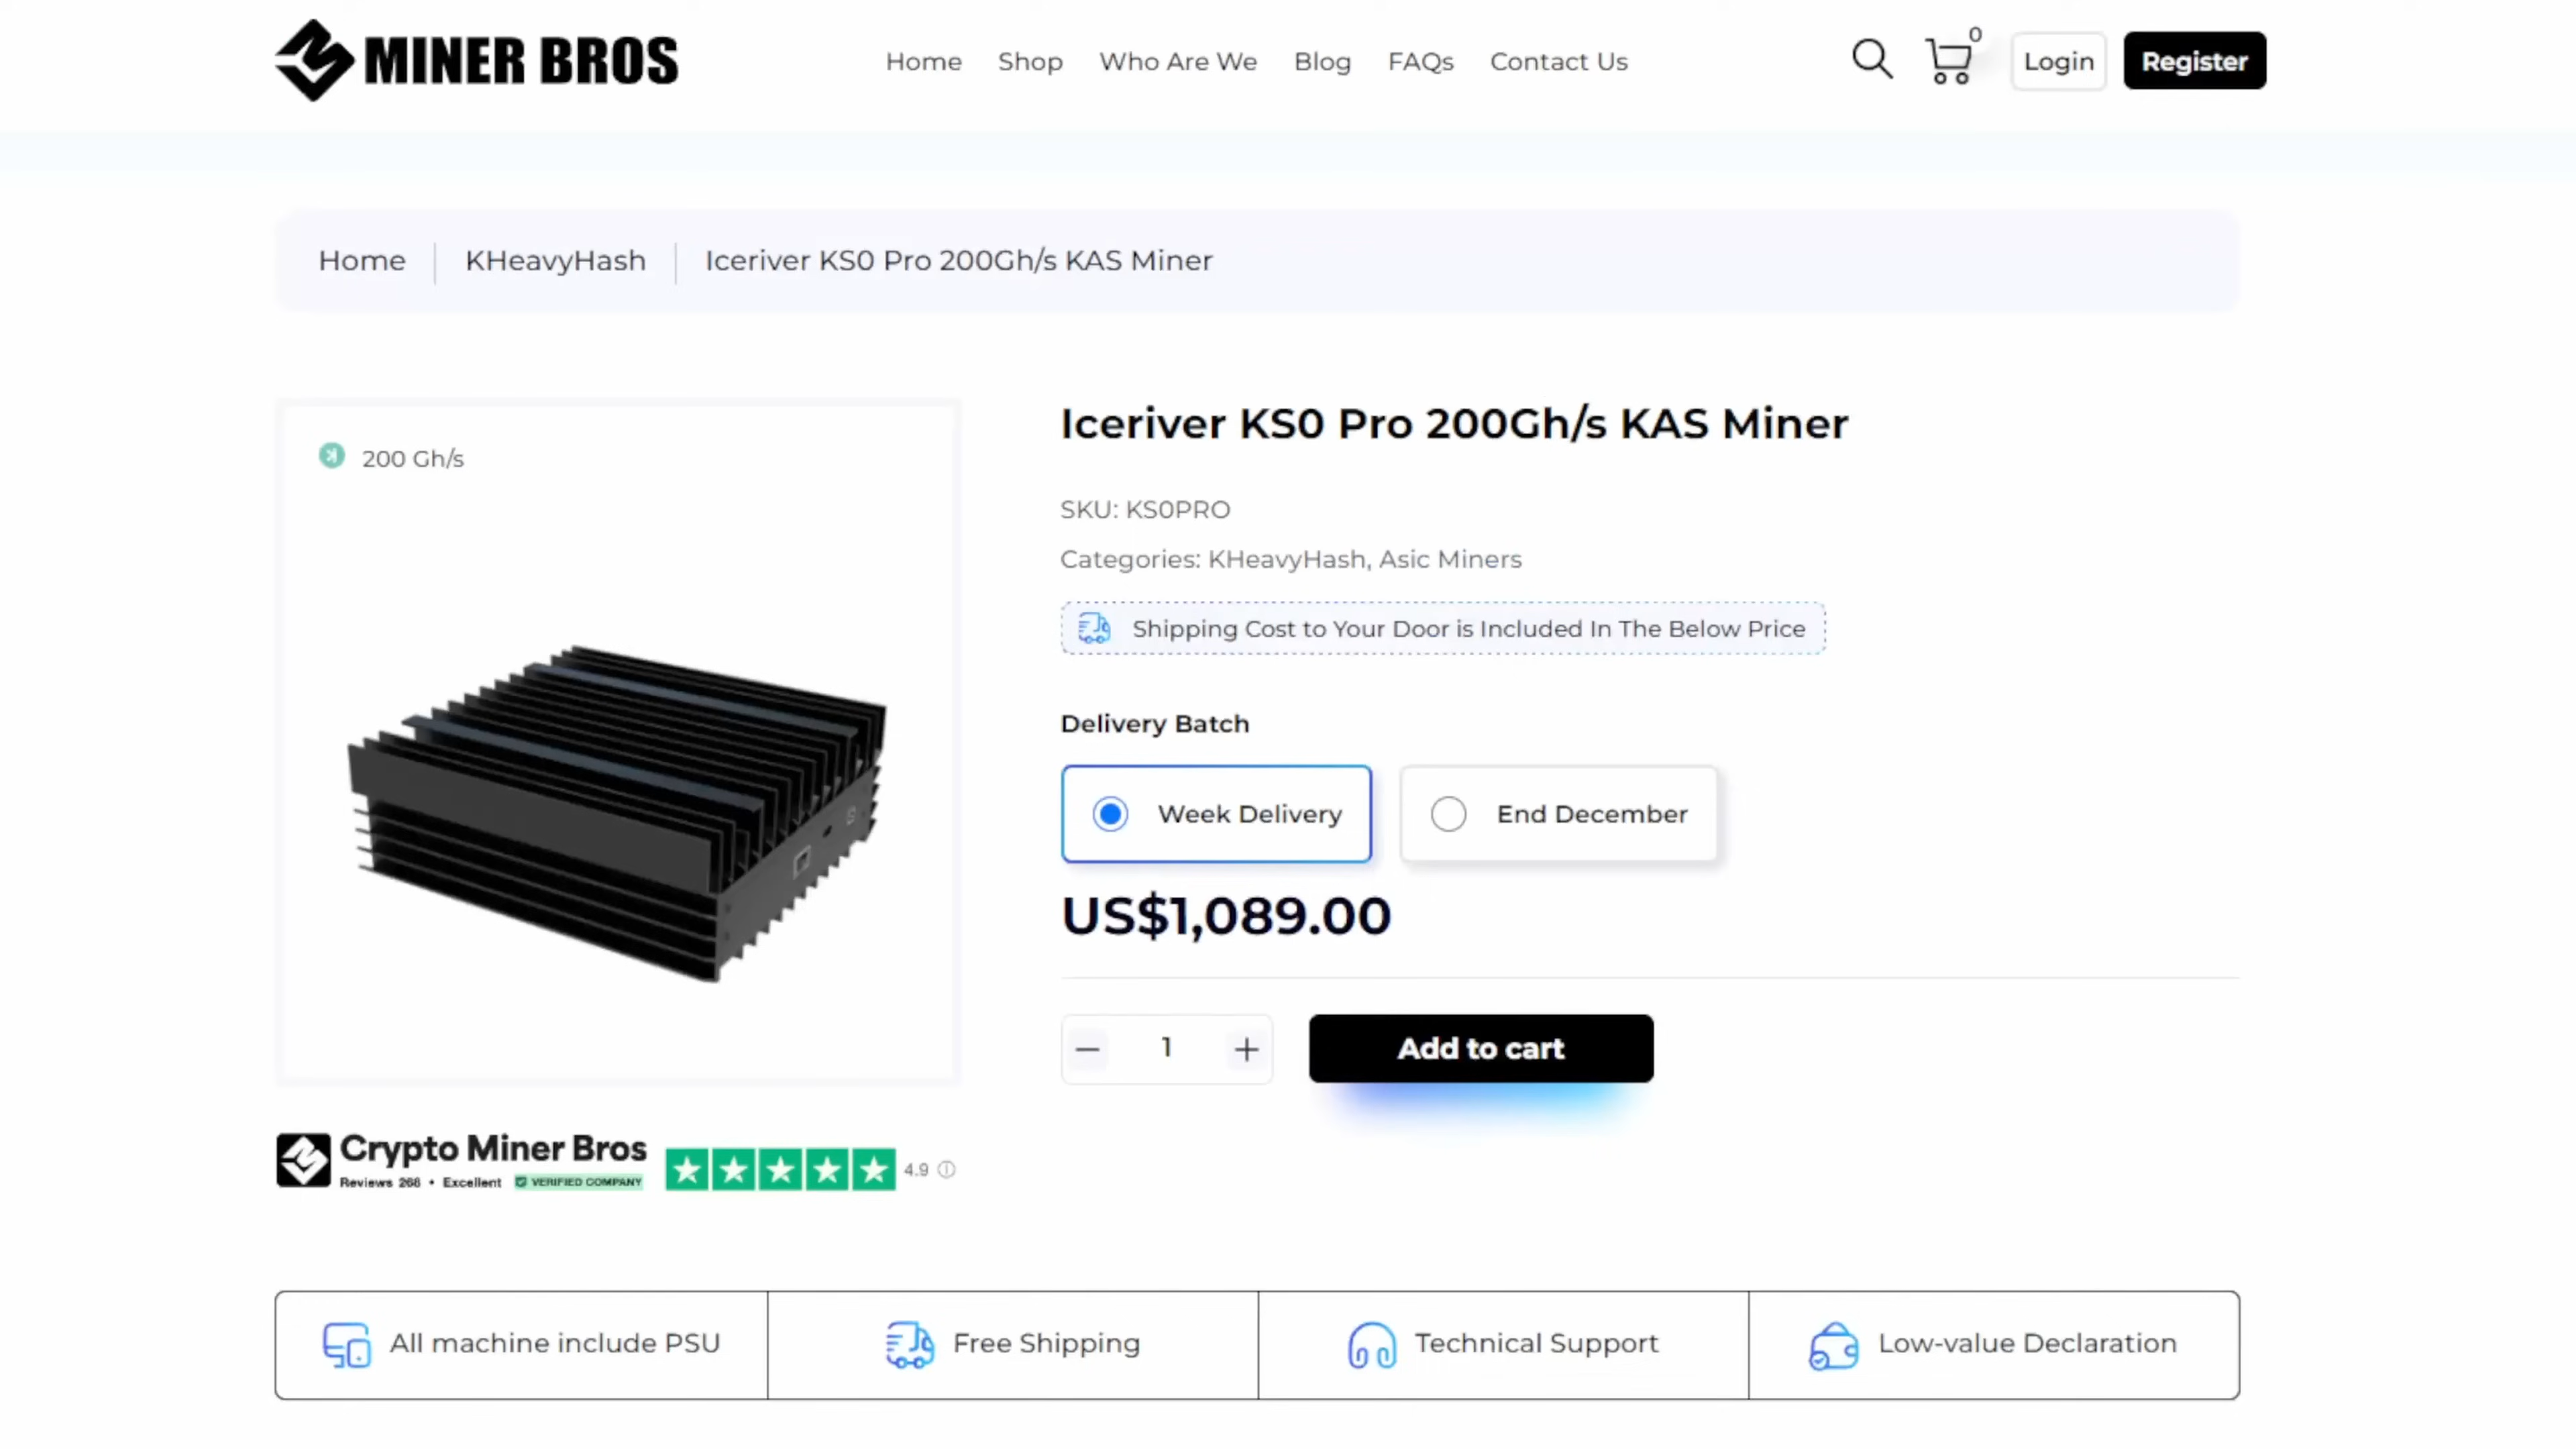 MINER BROS
Home Shop Who Are We Blog FAQs Contact Us
0
Login
Register
Home KHeavyHash Iceriver KS0 Pro 200Gh/s KAS Miner
200 Gh/s
Iceriver KS0 Pro 200Gh/s KAS Miner
SKU: KS0PRO
Categories: KHeavyHash, Asic Miners
Shipping Cost to Your Door is Included In The Below Price
Delivery Batch
Week Delivery
End December
US$1,089.00
1
Add to cart
Crypto Miner Bros
Reviews 268 • Excellent VERIFIED COMPANY
4.9
All machine include PSU
Free Shipping
Technical Support
Low-value Declaration